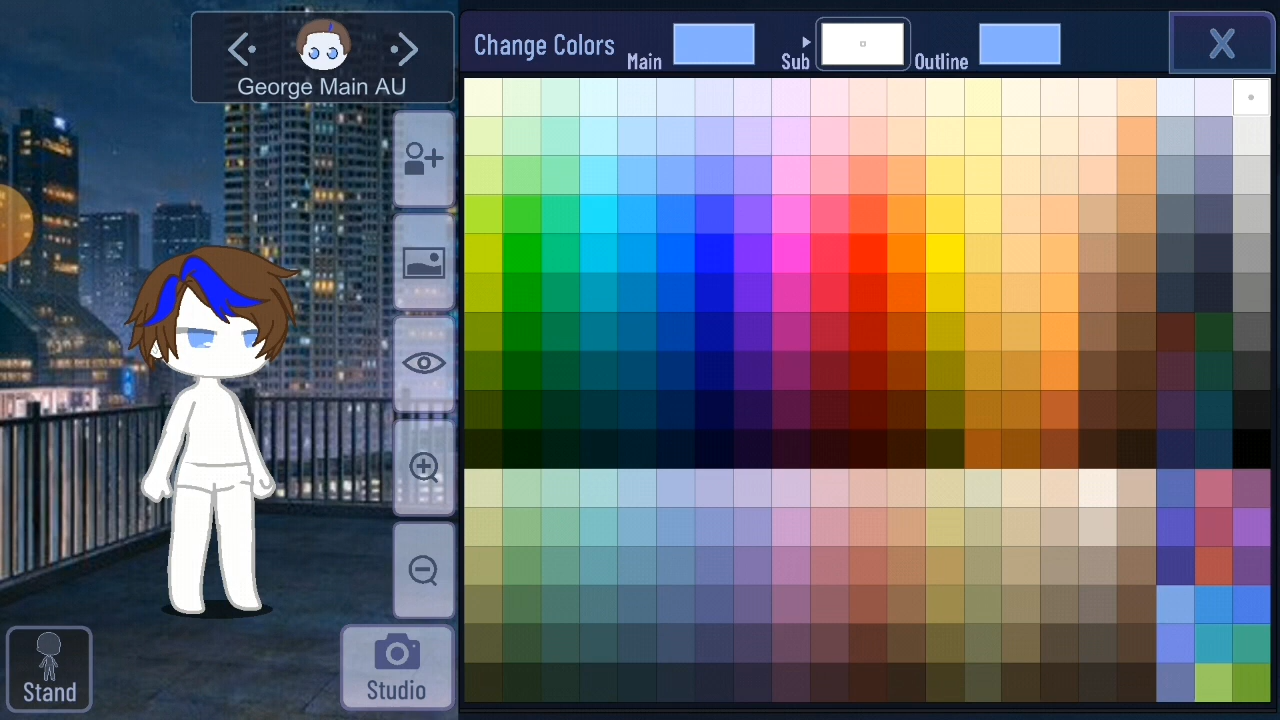 George Main AU
Change Colors
Main
Sub
Outline
X
Stand
Studio